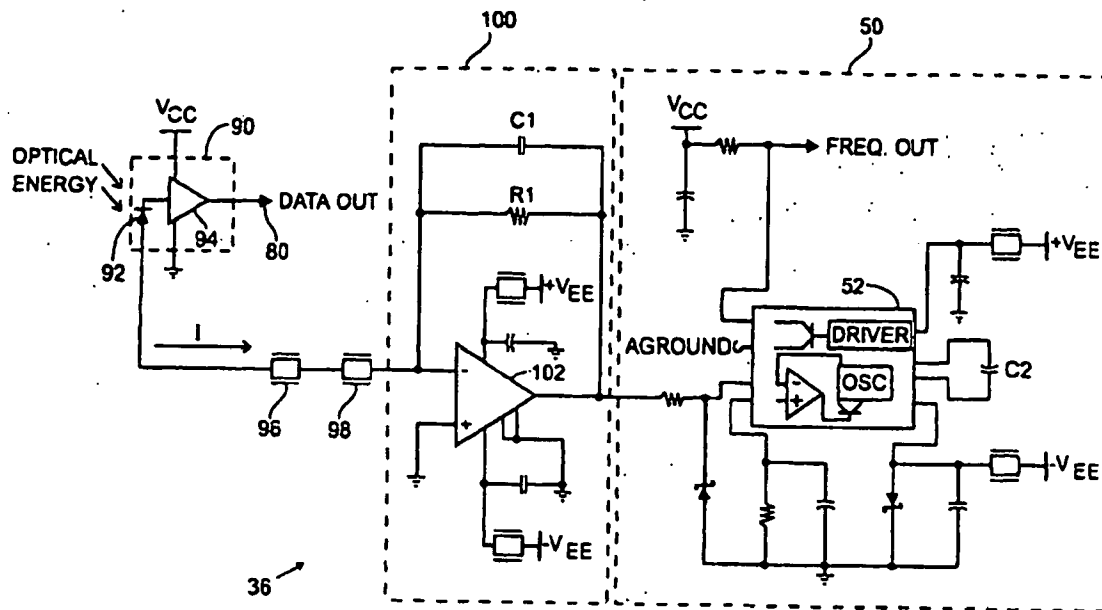 100
50
VCC
90
OPTICAL
ENERGY
DATA OUT
92
94
80
I
96
98
C1
R1
+VEE
102
-VEE
36
VCC
FREQ. OUT
+VEE
52
AGROUND
DRIVER
OSC
C2
-VEE
-
+
-
+